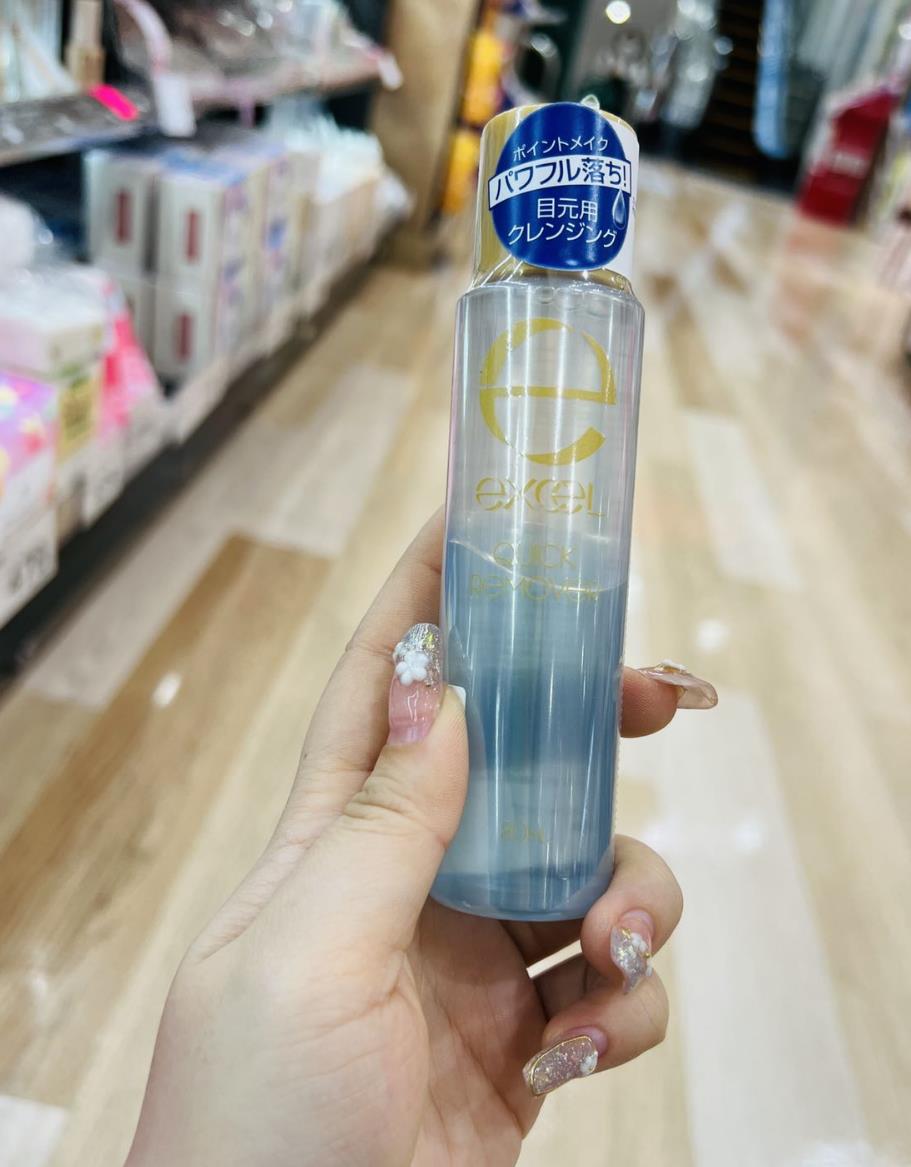 ポイントメイク
パワフル落ち!
目元用
クレンジング
e
excel
QUICK
REMOVER